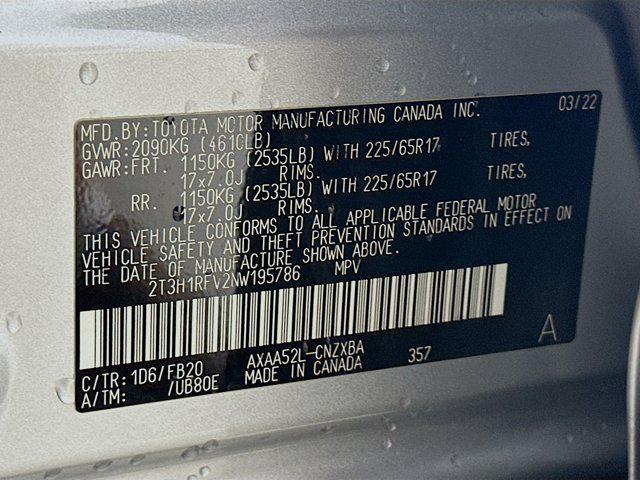 03/22
MFD.BY:TOYOTA MOTOR MANUFACTURING CANADA INC.
GVWR:2090KG (4610LB)
GAWR:FRT. 1150KG (2535LB) WITH 225/65R17 TIRES,
17x7.0J RIMS.
RR. 1150KG (2535LB) WITH 225/65R17 TIRES,
17x7.0J RIMS.
THIS VEHICLE CONFORMS TO ALL APPLICABLE FEDERAL MOTOR
VEHICLE SAFETY AND THEFT PREVENTION STANDARDS IN EFFECT ON
THE DATE OF MANUFACTURE SHOWN ABOVE.
2T3H1RFV2NW195786 MPV
A
C/TR: 1D6/FB20 AXAA52L-CNZXBA 357
A/TM: /UB80E MADE IN CANADA